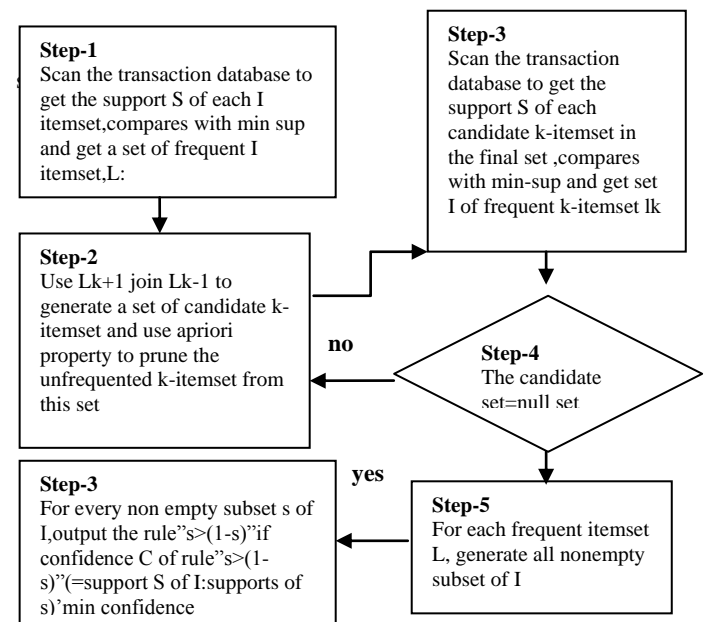 Step-1
Scan the transaction database to
get the support S of each I
itemset,compares with min sup
and get a set of frequent I
itemset,L:
Step-2
Use Lk+1 join Lk-1 to
generate a set of candidate k-
itemset and use apriori
property to prune the
unfrequented k-itemset from
this set
Step-3
Scan the transaction
database to get the
support S of each
candidate k-itemset in
the final set ,compares
with min-sup and get set
I of frequent k-itemset lk
no
Step-4
The candidate
set=null set
yes
Step-5
For each frequent itemset
L, generate all nonempty
subset of I
Step-3
For every non empty subset s of
I,output the rule”s>(1-s)”if
confidence C of rule”s>(1-
s)”(=support S of I:supports of
s)’min confidence